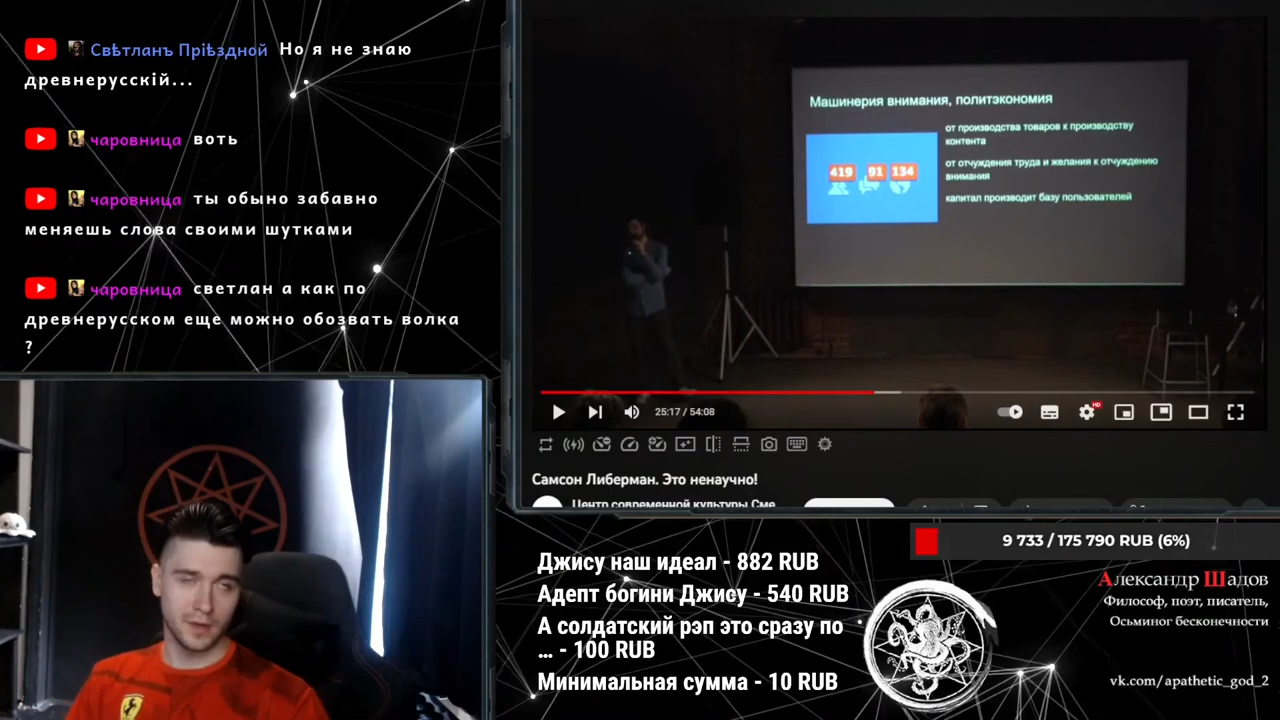 Свѣтланъ Пріѣздной Но я не знаю
древнерусскій...
чаровница воть
чаровница ты обыно забавно
меняешь слова своими шутками
чаровница светлан а как по
древнерусском еще можно обозвать волка
?
Машинерия внимания, политэкономия
от производства товаров к производству
контента
от отчуждения труда и желания к отчуждению
внимания
капитал производит базу пользователей
419 91 134
25:17 / 54:08
HD
Самсон Либерман. Это ненаучно!
Центр современной культуры Сме
9 733 / 175 790 RUB (6%)
Джису наш идеал - 882 RUB
Адепт богини Джису - 540 RUB
А солдатский рэп это сразу по
... - 100 RUB
Минимальная сумма - 10 RUB
Александр Шадов
Философ, поэт, писатель,
Осьминог бесконечности
vk.com/apathetic_god_2